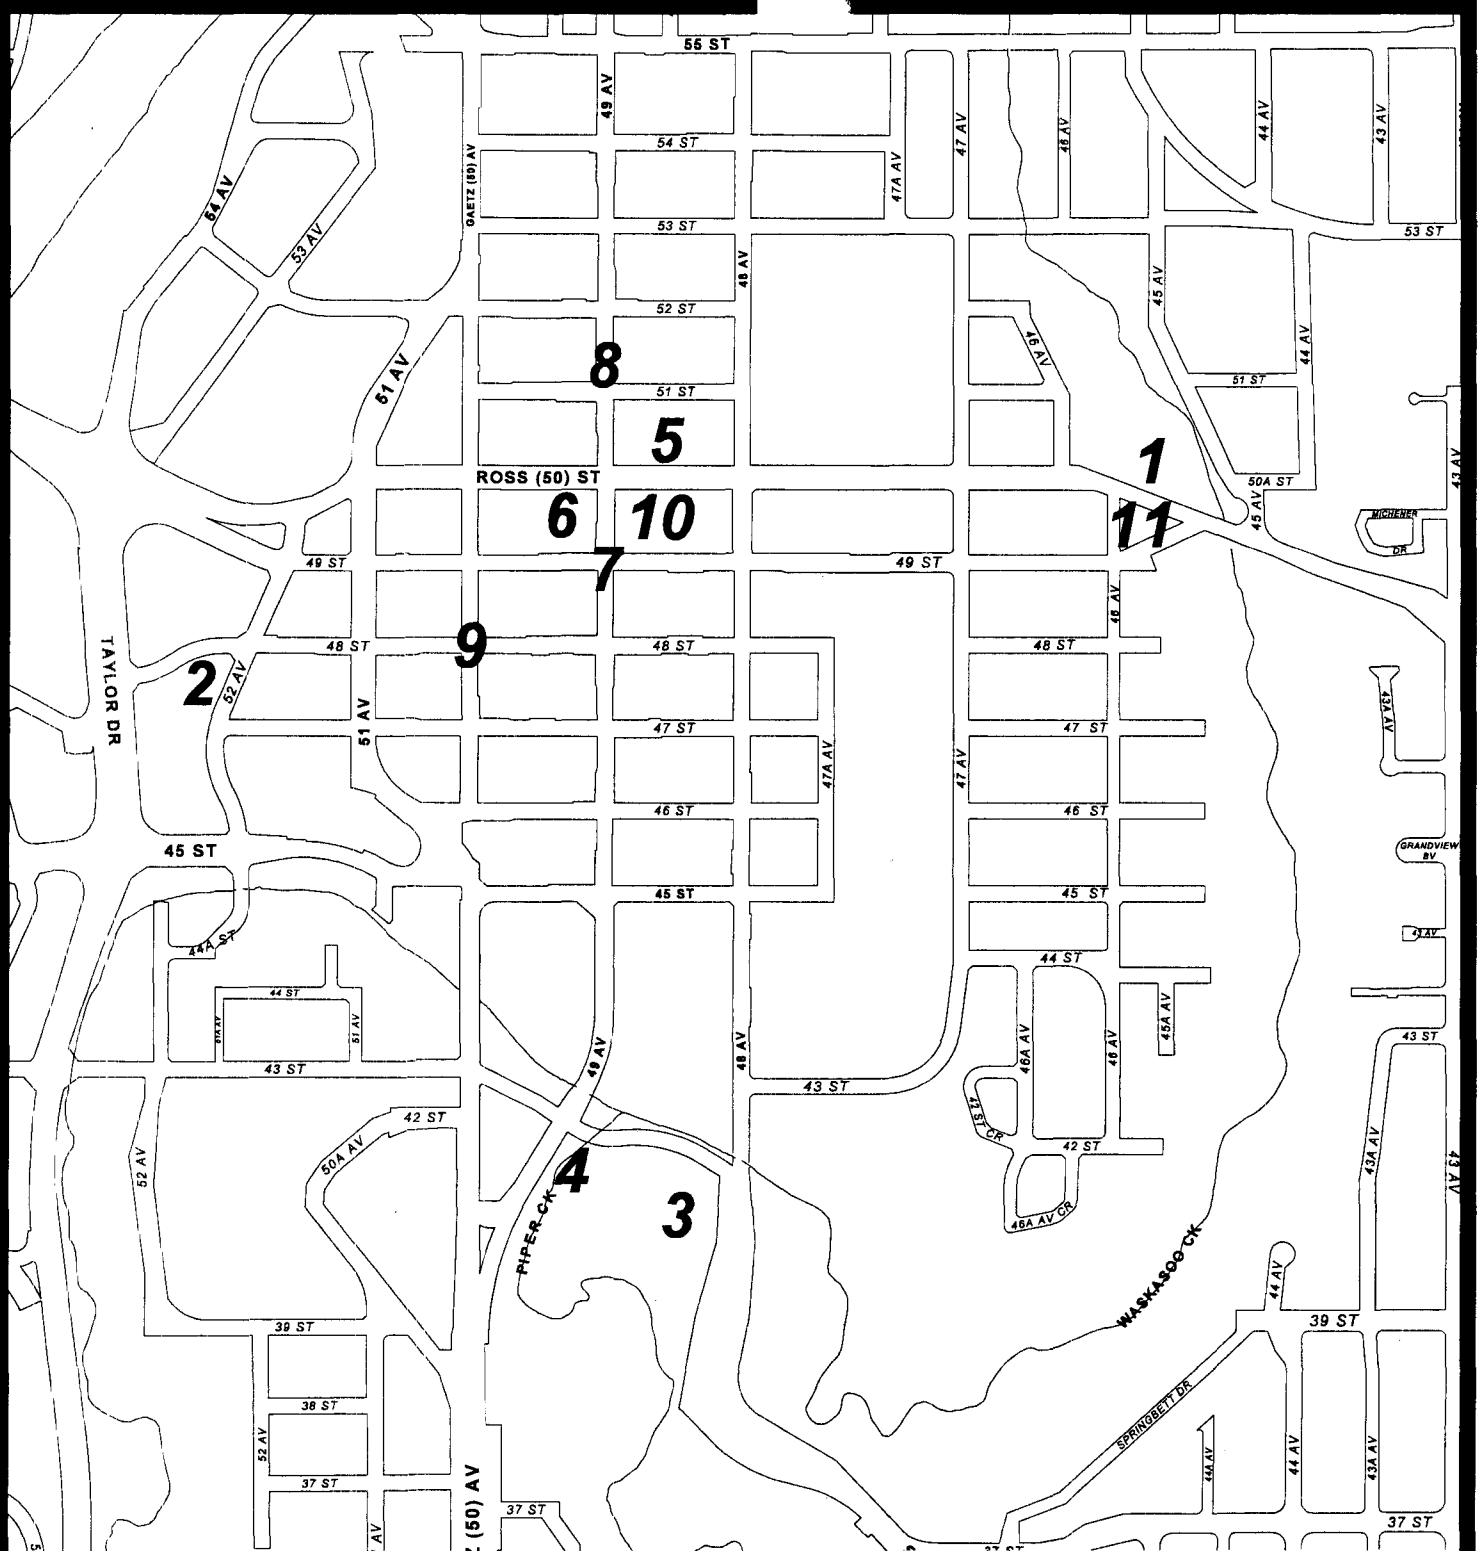 55 ST
49 AV
54 ST
47 AV
46 AV
44 AV
43 AV
GAETZ (50) AV
47A AV
54 AV
53 AV
53 ST
53 ST
48 AV
45 AV
52 ST
46 AV
44 AV
8
51 AV
51 ST
51 ST
5
1
43 AV
ROSS (50) ST
50A ST
6
10
11
45 AV
MICHENER
DR
7
49 ST
49 ST
46 AV
9
48 ST
48 ST
48 ST
TAYLOR DR
2
52 AV
43A AV
51 AV
47 ST
47 ST
47A AV
47 AV
46 ST
46 ST
45 ST
GRANDVIEW
BV
45 ST
45 ST
44A ST
43 AV
44 ST
44 ST
51A AV
51 AV
45A AV
49 AV
48 AV
46A AV
46 AV
43 ST
43 ST
43 ST
42 ST
42 ST CR
42 ST
50A AV
52 AV
4
43A AV
43 AV
3
46A AV CR
PIPER CK
WASKASOO CK
44 AV
39 ST
39 ST
38 ST
SPRINGBETT DR
52 AV
44A AV
44 AV
43A AV
37 ST
(50) AV
37 ST
37 ST
AV
37 ST